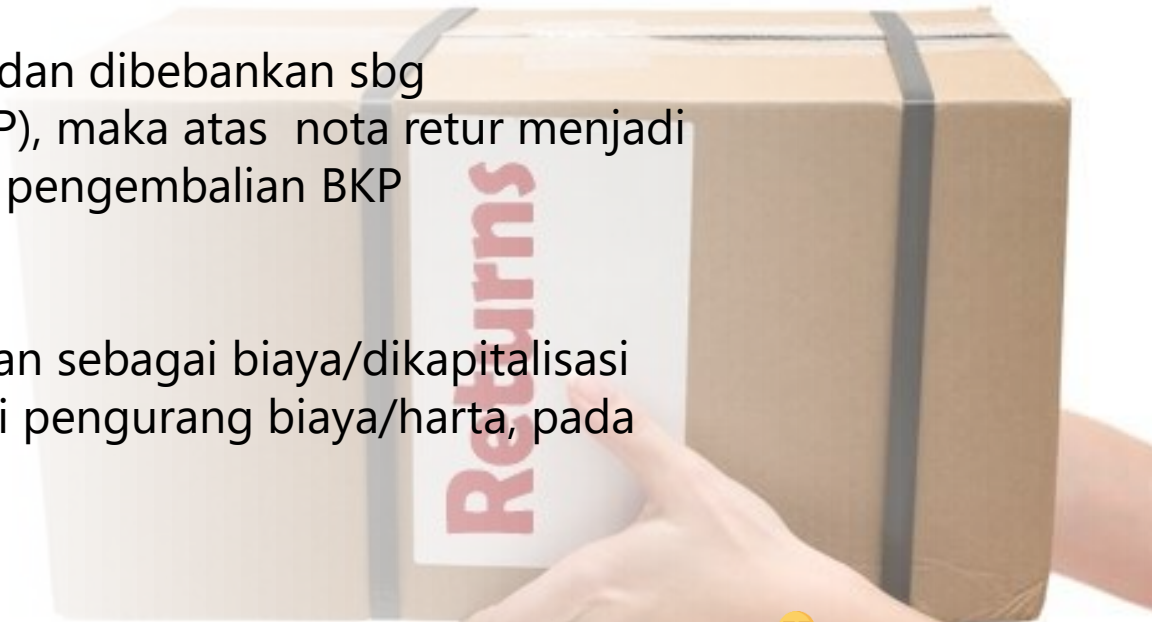 dan dibebankan sbg
P), maka atas nota retur menjadi
pengembalian BKP
an sebagai biaya/dikapitalisasi
i pengurang biaya/harta, pada
Returns